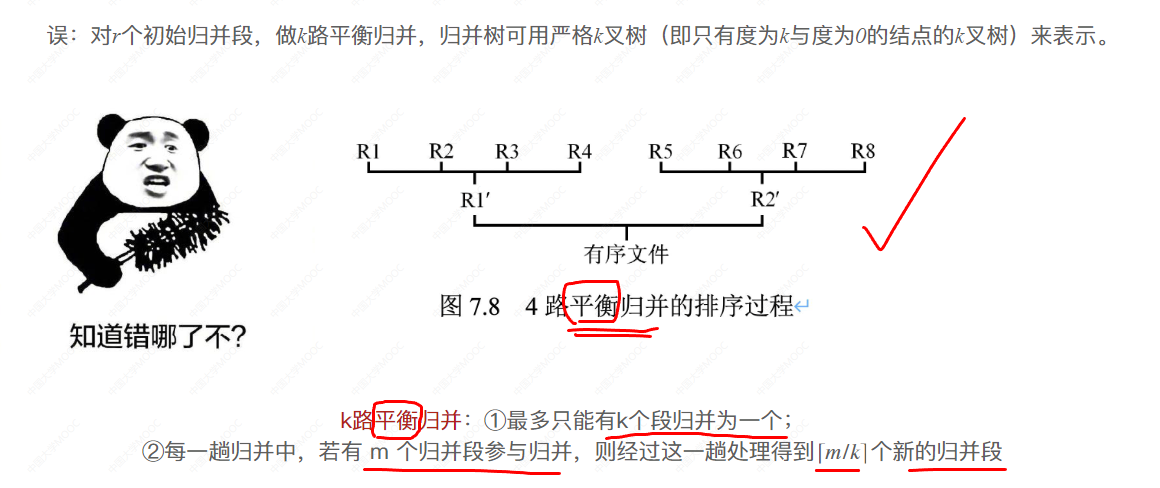 误：对r个初始归并段，做k路平衡归并，归并树可用严格k叉树（即只有度为k与度为0的结点的k叉树）来表示。
R1 R2 R3 R4 R5 R6 R7 R8
R1′ R2′
有序文件
图 7.8 4 路平衡归并的排序过程↵
知道错哪了不?
k路平衡归并：①最多只能有k个段归并为一个；
②每一趟归并中，若有 m 个归并段参与归并，则经过这一趟处理得到⌈m/k⌉个新的归并段